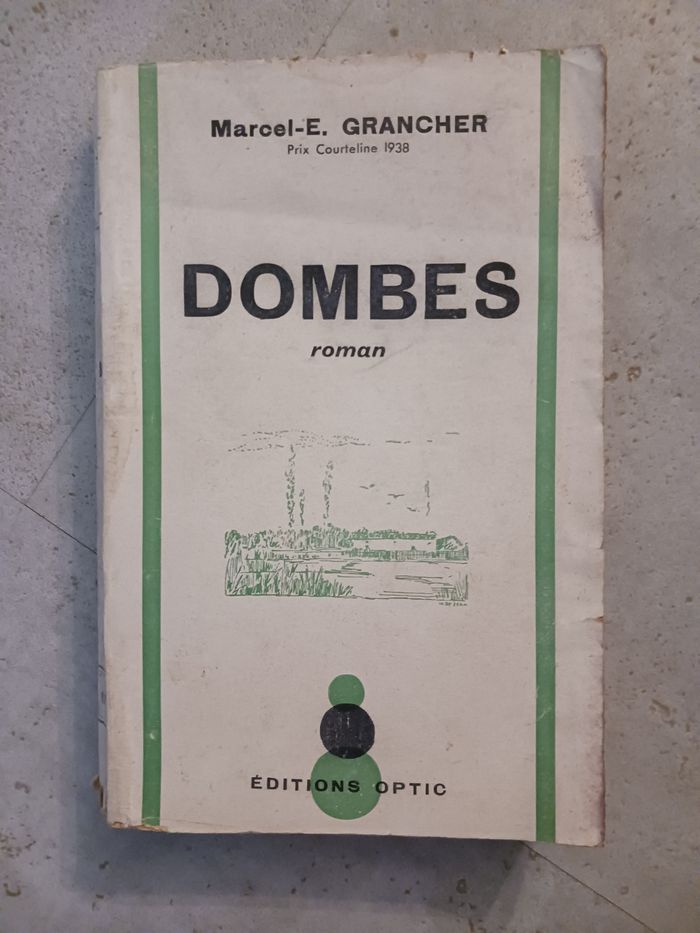 Marcel-E. GRANCHER
Prix Courteline 1938
DOMBES
roman
ÉDITIONS OPTIC